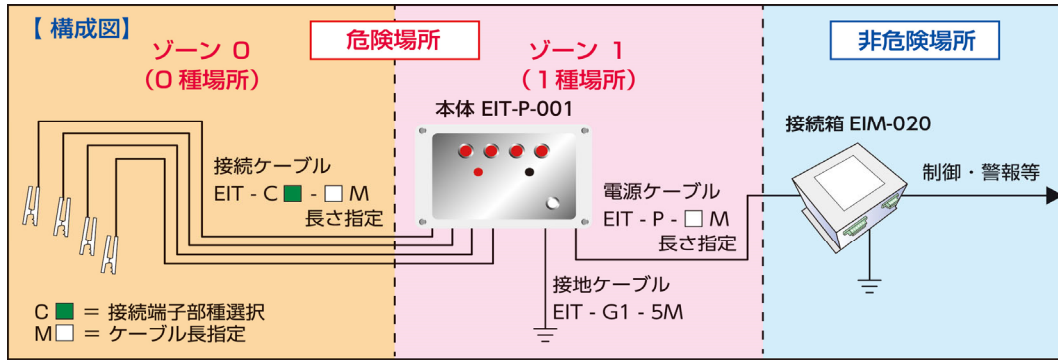 【構成図】
危険場所
非危険場所
ゾーン 0
(0種場所)
ゾーン 1
(1種場所)
本体 EIT-P-001
接続箱 EIM-020
接続ケーブル
EIT - C■ - □ M
長さ指定
電源ケーブル
EIT - P - □ M
長さ指定
制御・警報等
接地ケーブル
EIT - G1 - 5M
C■ = 接続端子部種選択
M□ = ケーブル長指定